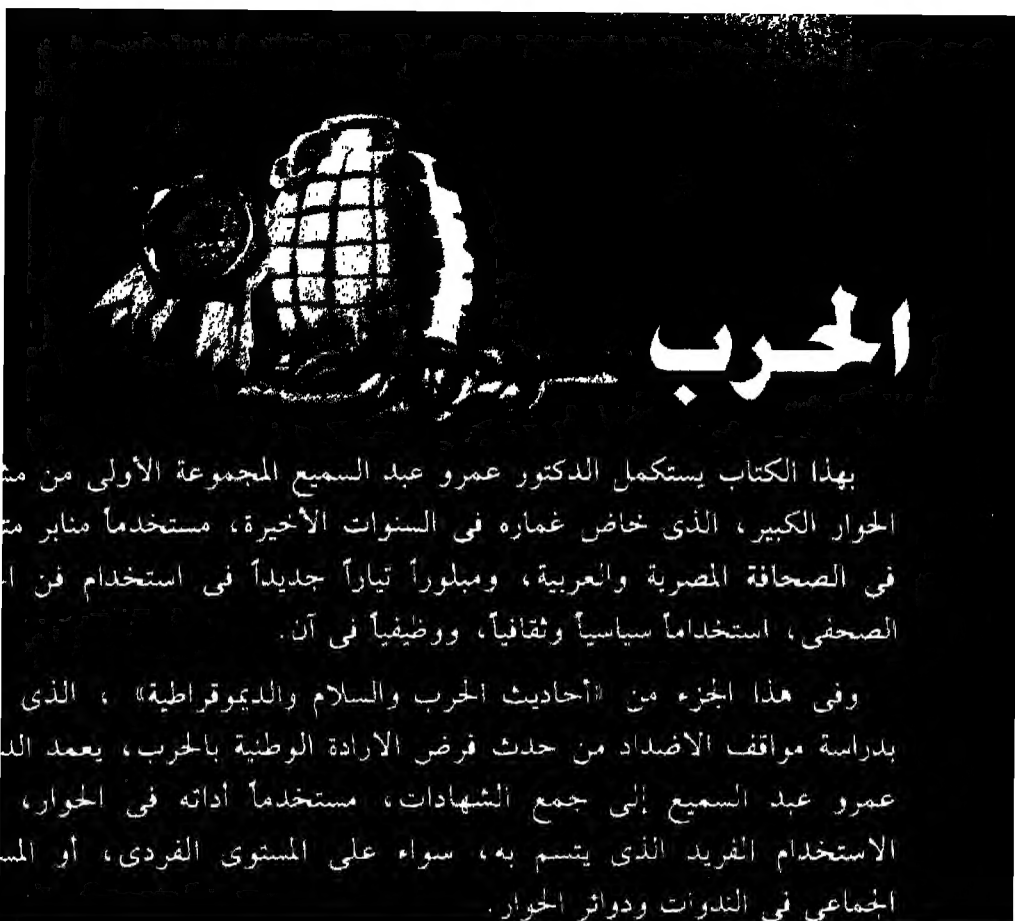 الحرب
بهذا الكتاب يستكمل الدكتور عمرو عبد السميع المجموعة الأولى من
الحوار الكبير، الذى خاض غماره فى السنوات الأخيرة، مستخدماً منابر
فى الصحافة المصرية والعربية، ومبلوراً تياراً جديداً فى استخدام فن
الصحفى، استخداماً سياسياً وثقافياً، ووظيفياً فى آن.
وفى هذا الجزء من «أحاديث الحرب والسلام والديموقراطية» ، الذى
بدراسة مواقف الاضداد من حدث فرض الارادة الوطنية بالحرب، يعمد
عمرو عبد السميع إلى جمع الشهادات، مستخدماً أداته فى الحوار،
الاستخدام الفريد الذى يتسم به، سواء على المستوى الفردى، أو
الجماعى فى الندوات ودوائر الحوار.